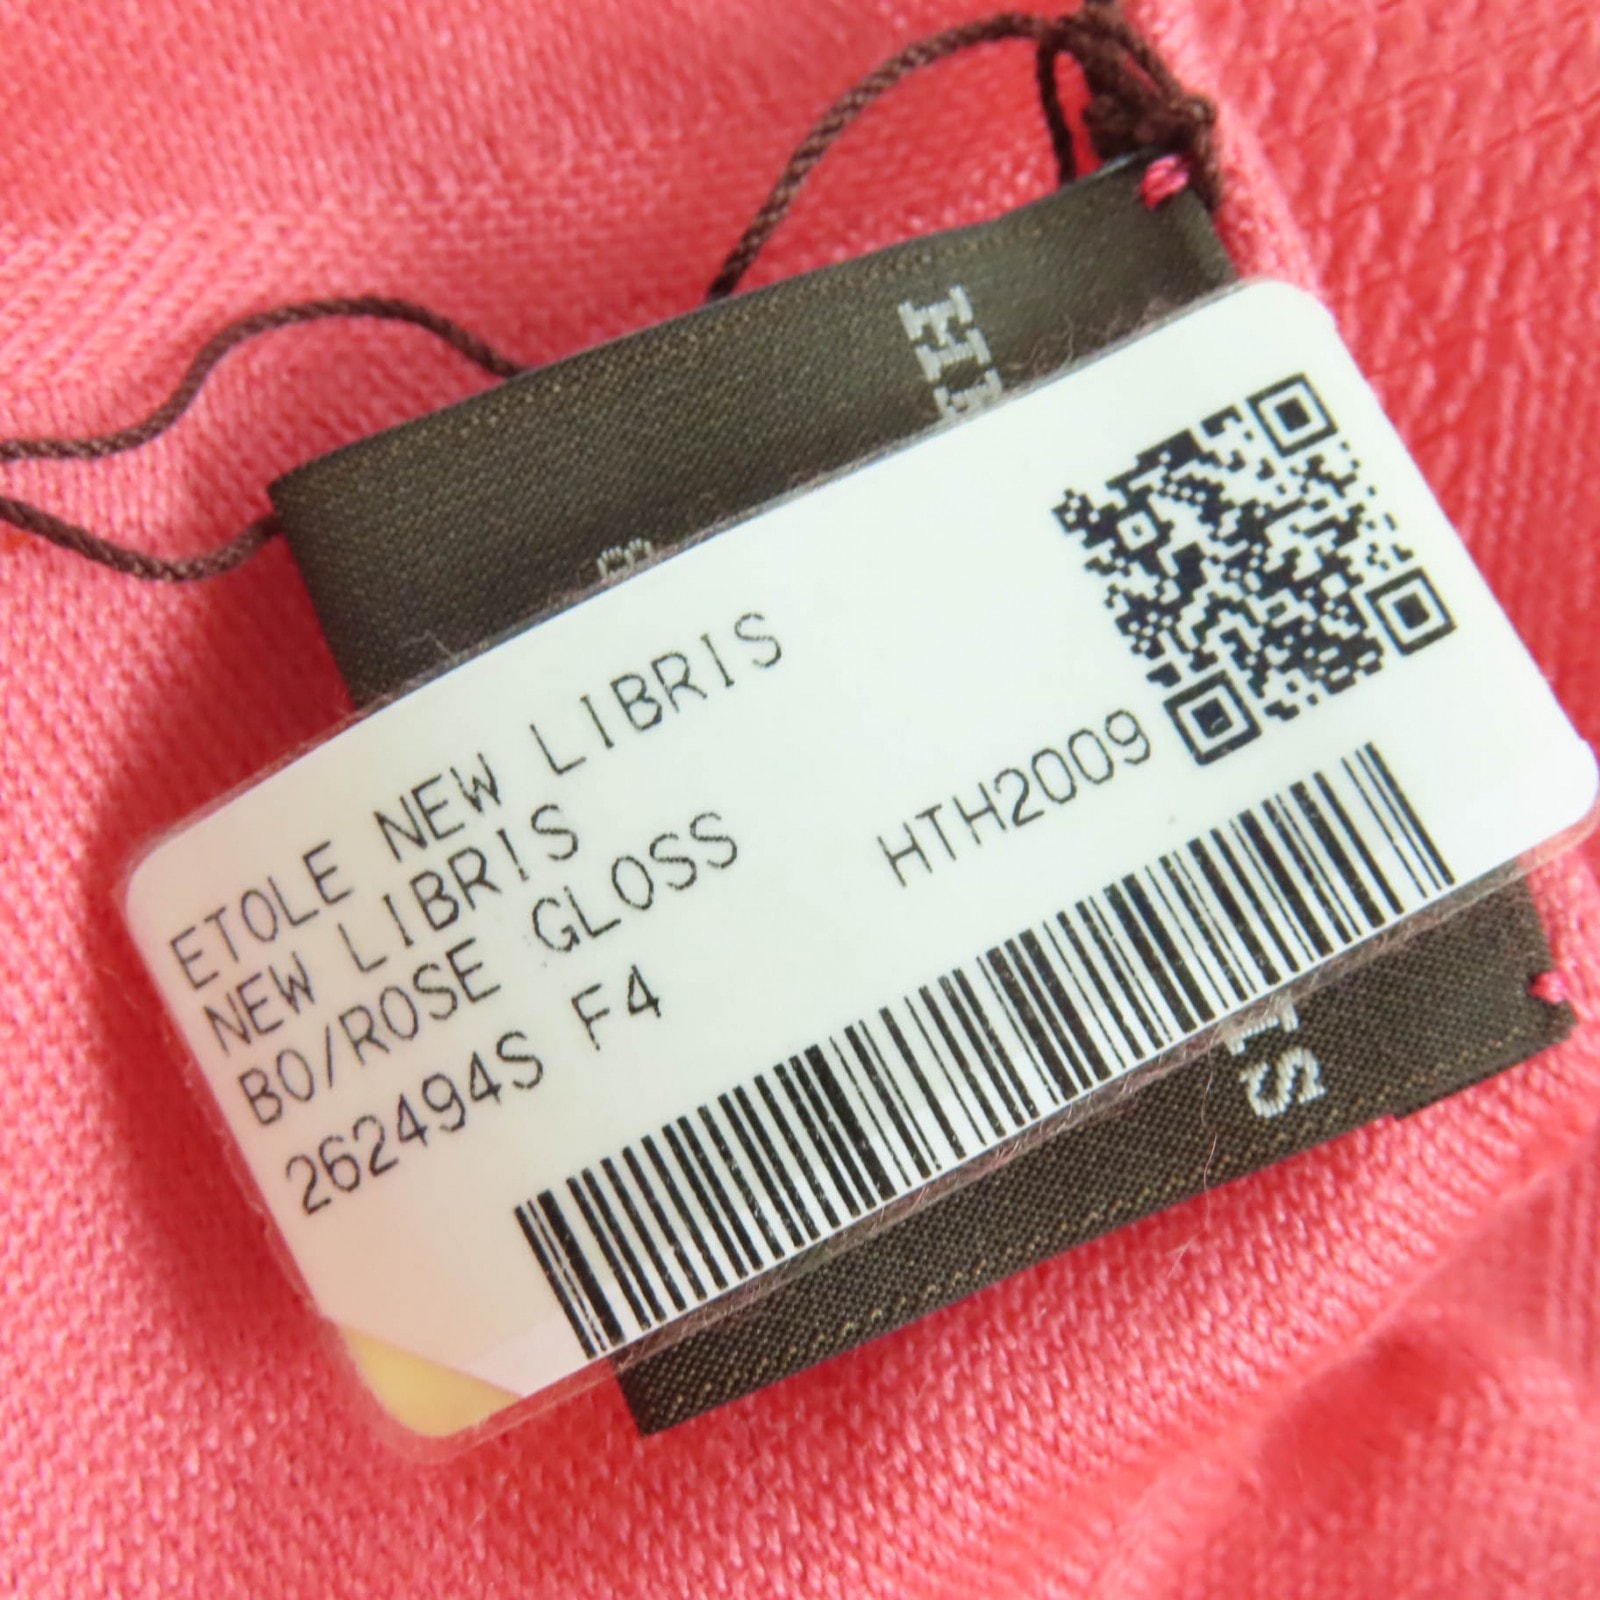 ETOLE NEW LIBRIS
NEW LIBRIS
BO/ROSE GLOSS
262494S F4
HTH2009